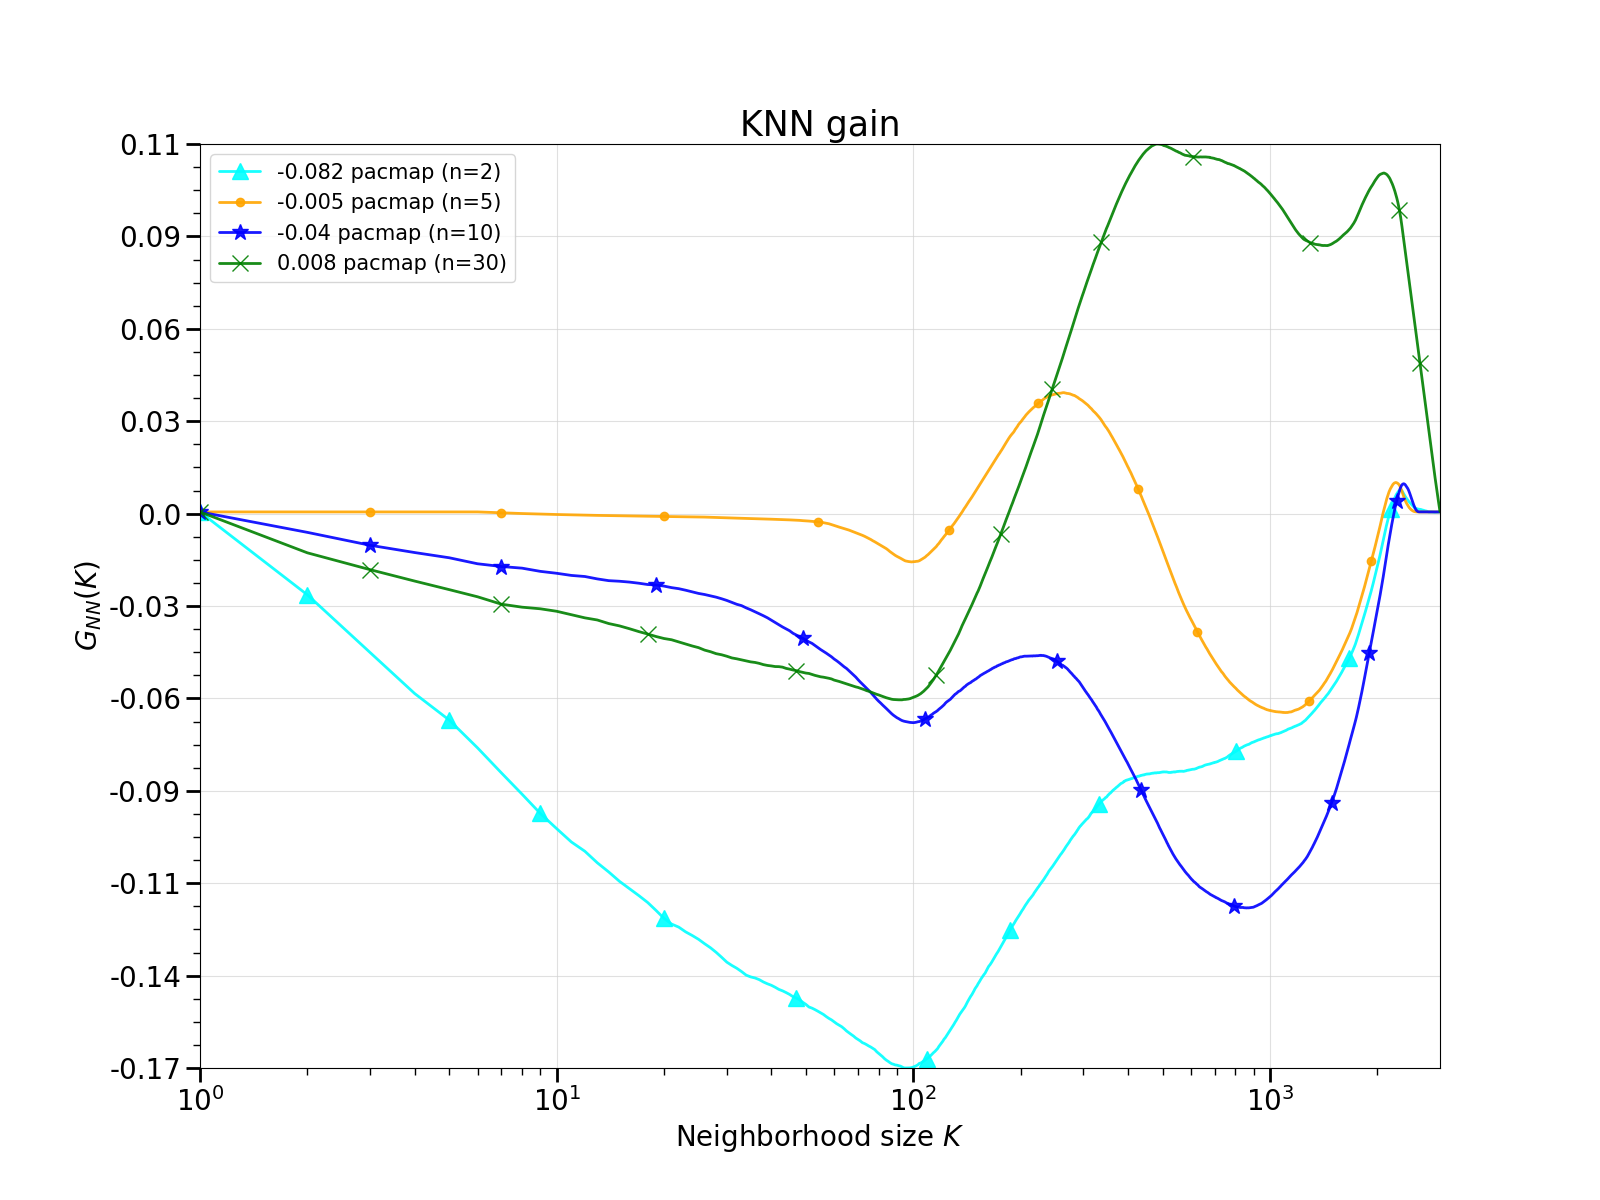 KNN gain
0.11
0.09
0.06
0.03
0.0
-0.03
-0.06
-0.09
-0.11
-0.14
-0.17
G_{NN}(K)
-0.082 pacmap (n=2)
-0.005 pacmap (n=5)
-0.04 pacmap (n=10)
0.008 pacmap (n=30)
10^0 10^1 10^2 10^3
Neighborhood size K